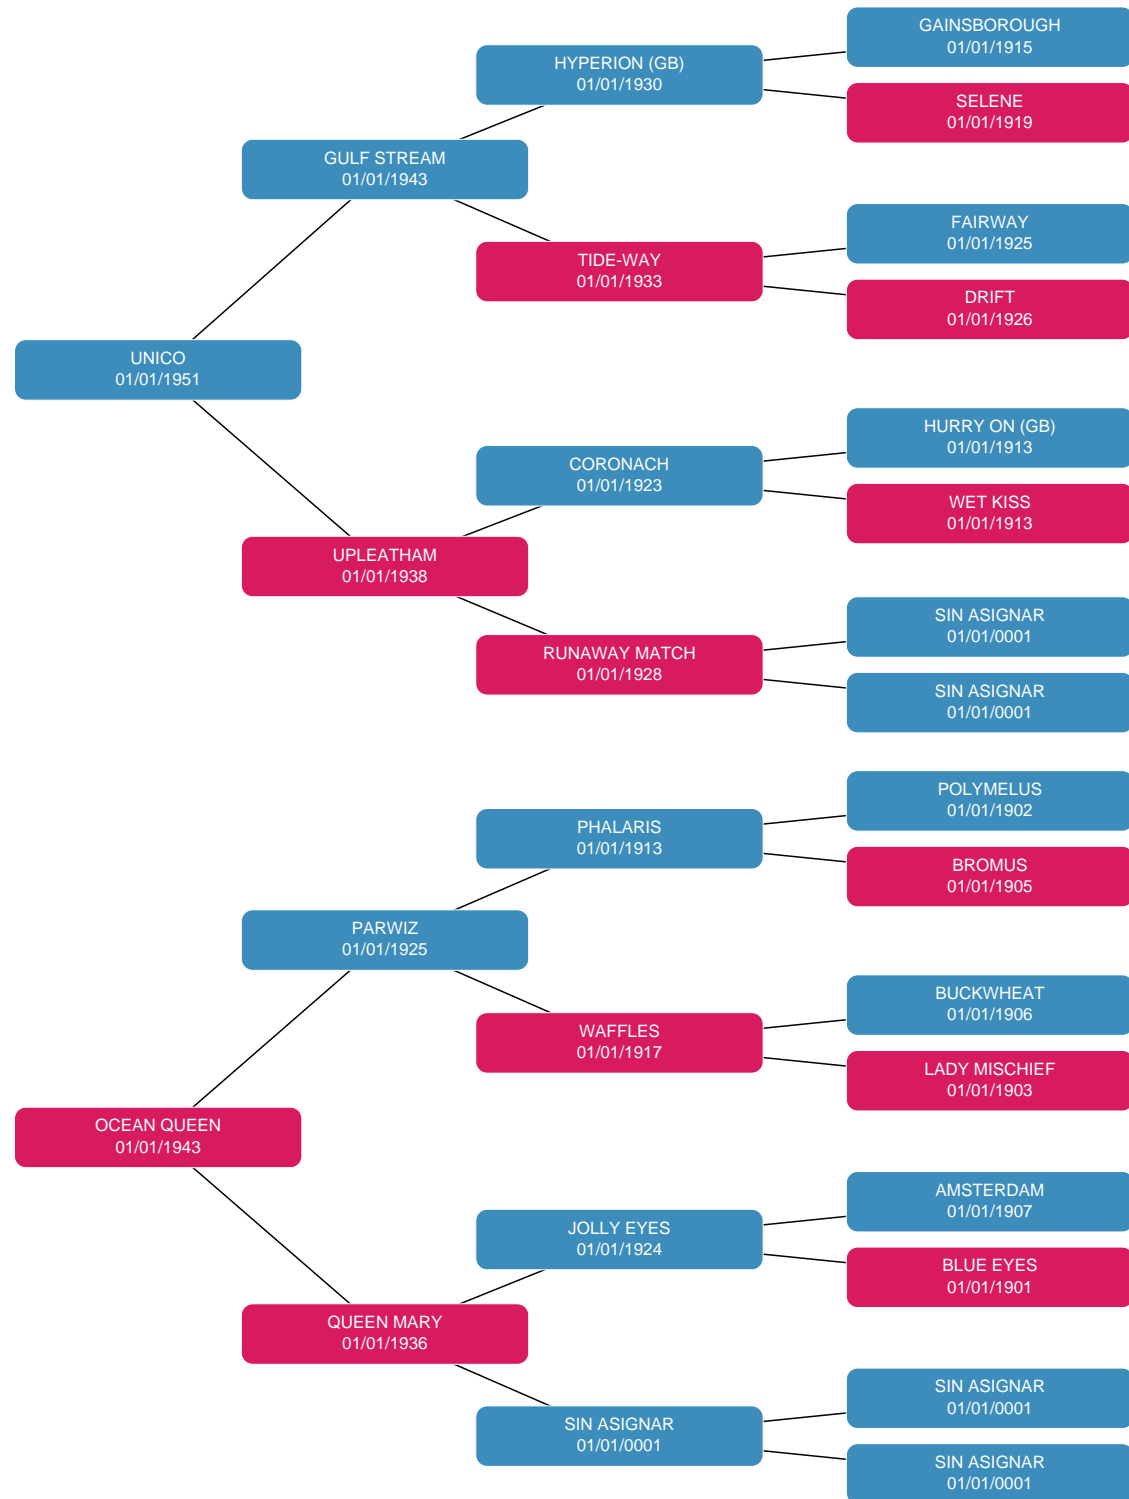 GAINSBOROUGH
01/01/1915
HYPERION (GB)
01/01/1930
SELENE
01/01/1919
GULF STREAM
01/01/1943
FAIRWAY
01/01/1925
TIDE-WAY
01/01/1933
DRIFT
01/01/1926
UNICO
01/01/1951
HURRY ON (GB)
01/01/1913
CORONACH
01/01/1923
WET KISS
01/01/1913
UPLEATHAM
01/01/1938
SIN ASIGNAR
01/01/0001
RUNAWAY MATCH
01/01/1928
SIN ASIGNAR
01/01/0001
POLYMELUS
01/01/1902
PHALARIS
01/01/1913
BROMUS
01/01/1905
PARWIZ
01/01/1925
BUCKWHEAT
01/01/1906
WAFFLES
01/01/1917
LADY MISCHIEF
01/01/1903
OCEAN QUEEN
01/01/1943
AMSTERDAM
01/01/1907
JOLLY EYES
01/01/1924
BLUE EYES
01/01/1901
QUEEN MARY
01/01/1936
SIN ASIGNAR
01/01/0001
SIN ASIGNAR
01/01/0001
SIN ASIGNAR
01/01/0001